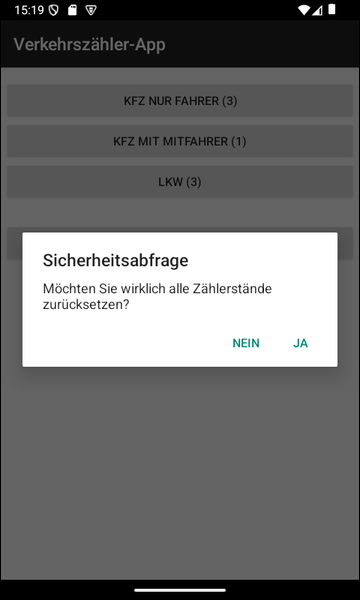 15:19
Verkehrszähler-App
KFZ NUR FAHRER (3)
KFZ MIT MITFAHRER (1)
LKW (3)
Sicherheitsabfrage
Möchten Sie wirklich alle Zählerstände
zurücksetzen?
NEIN JA